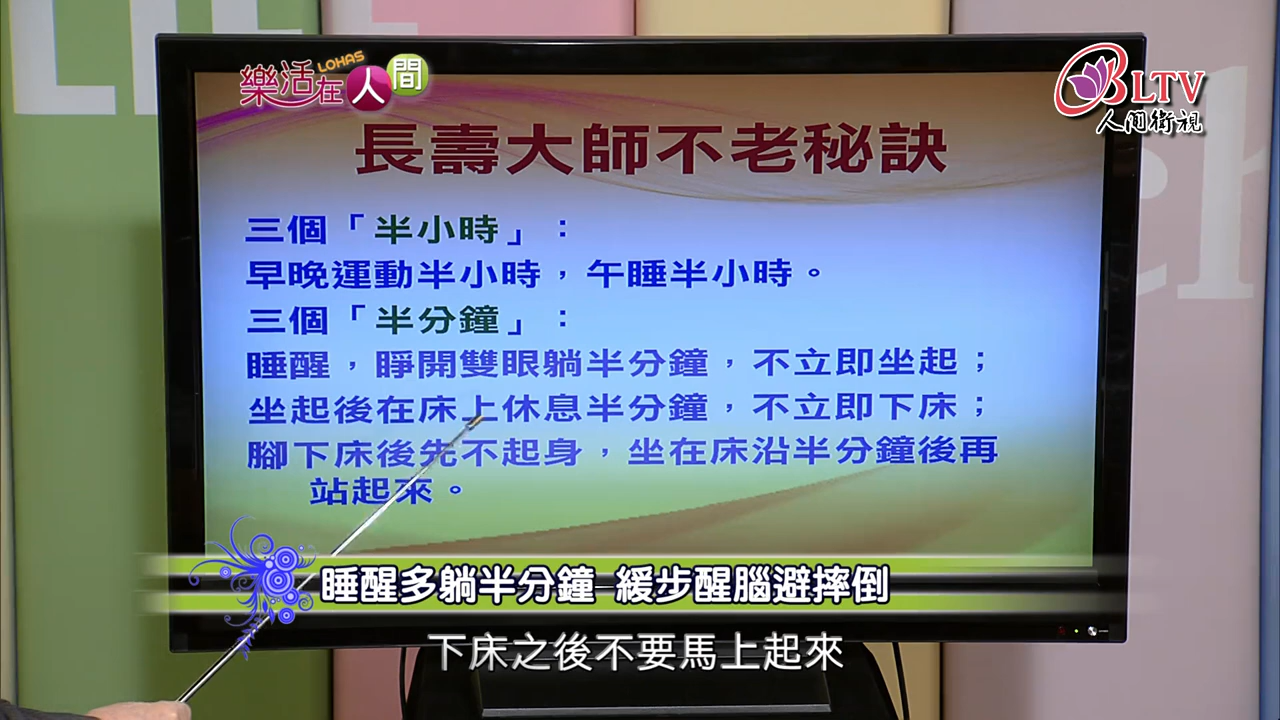 LOHAS
樂活在人間
BLTV
人間衛視
長壽大師不老秘訣
三個「半小時」：
早晚運動半小時，午睡半小時。
三個「半分鐘」：
睡醒，睜開雙眼躺半分鐘，不立即坐起；
坐起後在床上休息半分鐘，不立即下床；
腳下床後先不起身，坐在床沿半分鐘後再
站起來。
睡醒多躺半分鐘 緩步醒腦避摔倒
下床之後不要馬上起來